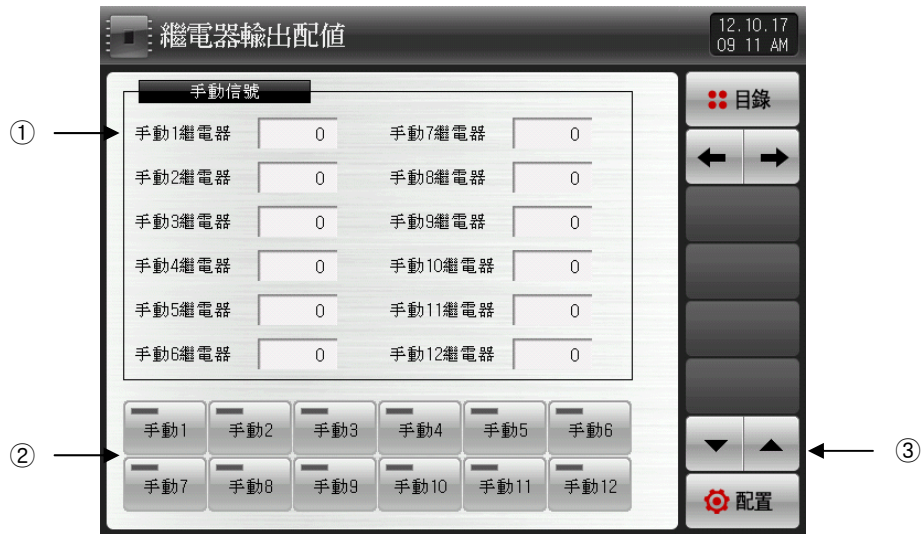 繼電器輸出配值
12.10.17
09 11 AM
手動信號
目錄
①
手動1繼電器 0 手動7繼電器 0
手動2繼電器 0 手動8繼電器 0
手動3繼電器 0 手動9繼電器 0
手動4繼電器 0 手動10繼電器 0
手動5繼電器 0 手動11繼電器 0
手動6繼電器 0 手動12繼電器 0
②
手動1 手動2 手動3 手動4 手動5 手動6
手動7 手動8 手動9 手動10 手動11 手動12
③
配置